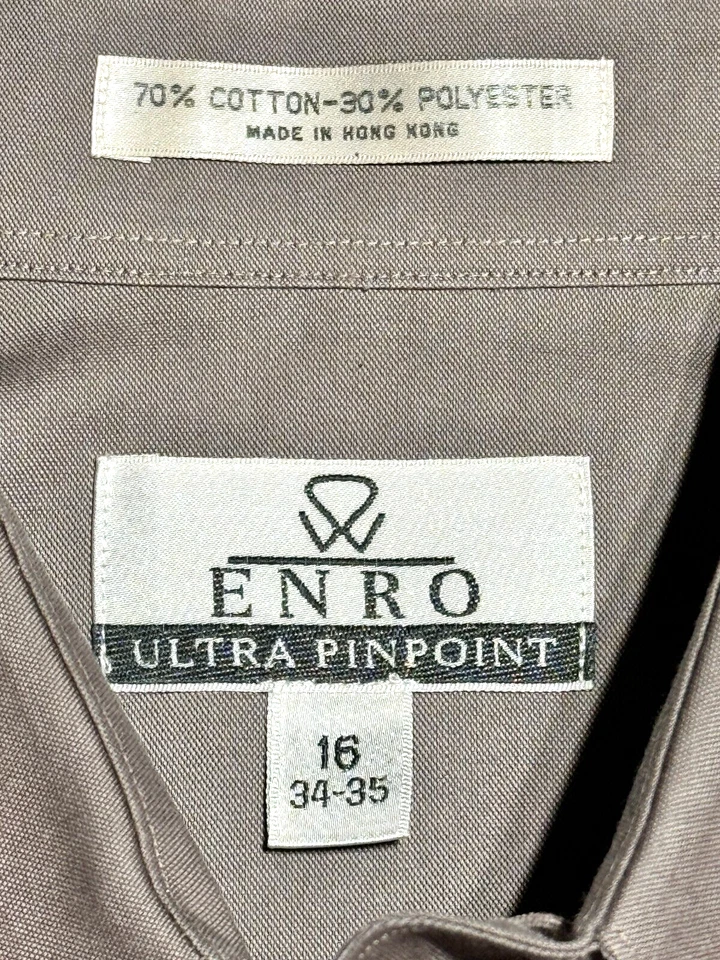 70% COTTON-30% POLYESTER
MADE IN HONG KONG
ENRO
ULTRA PINPOINT
16
34-35